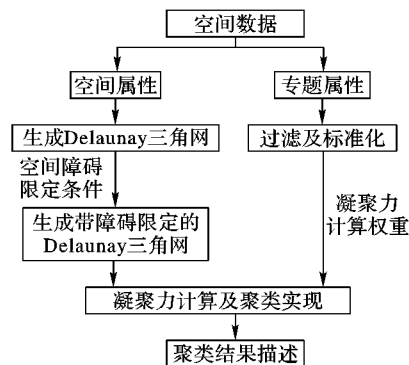 空间数据
空间属性
专题属性
生成Delaunay三角网
过滤及标准化
空间障碍
限定条件
生成带障碍限定的
Delaunay三角网
凝聚力
计算权重
凝聚力计算及聚类实现
聚类结果描述